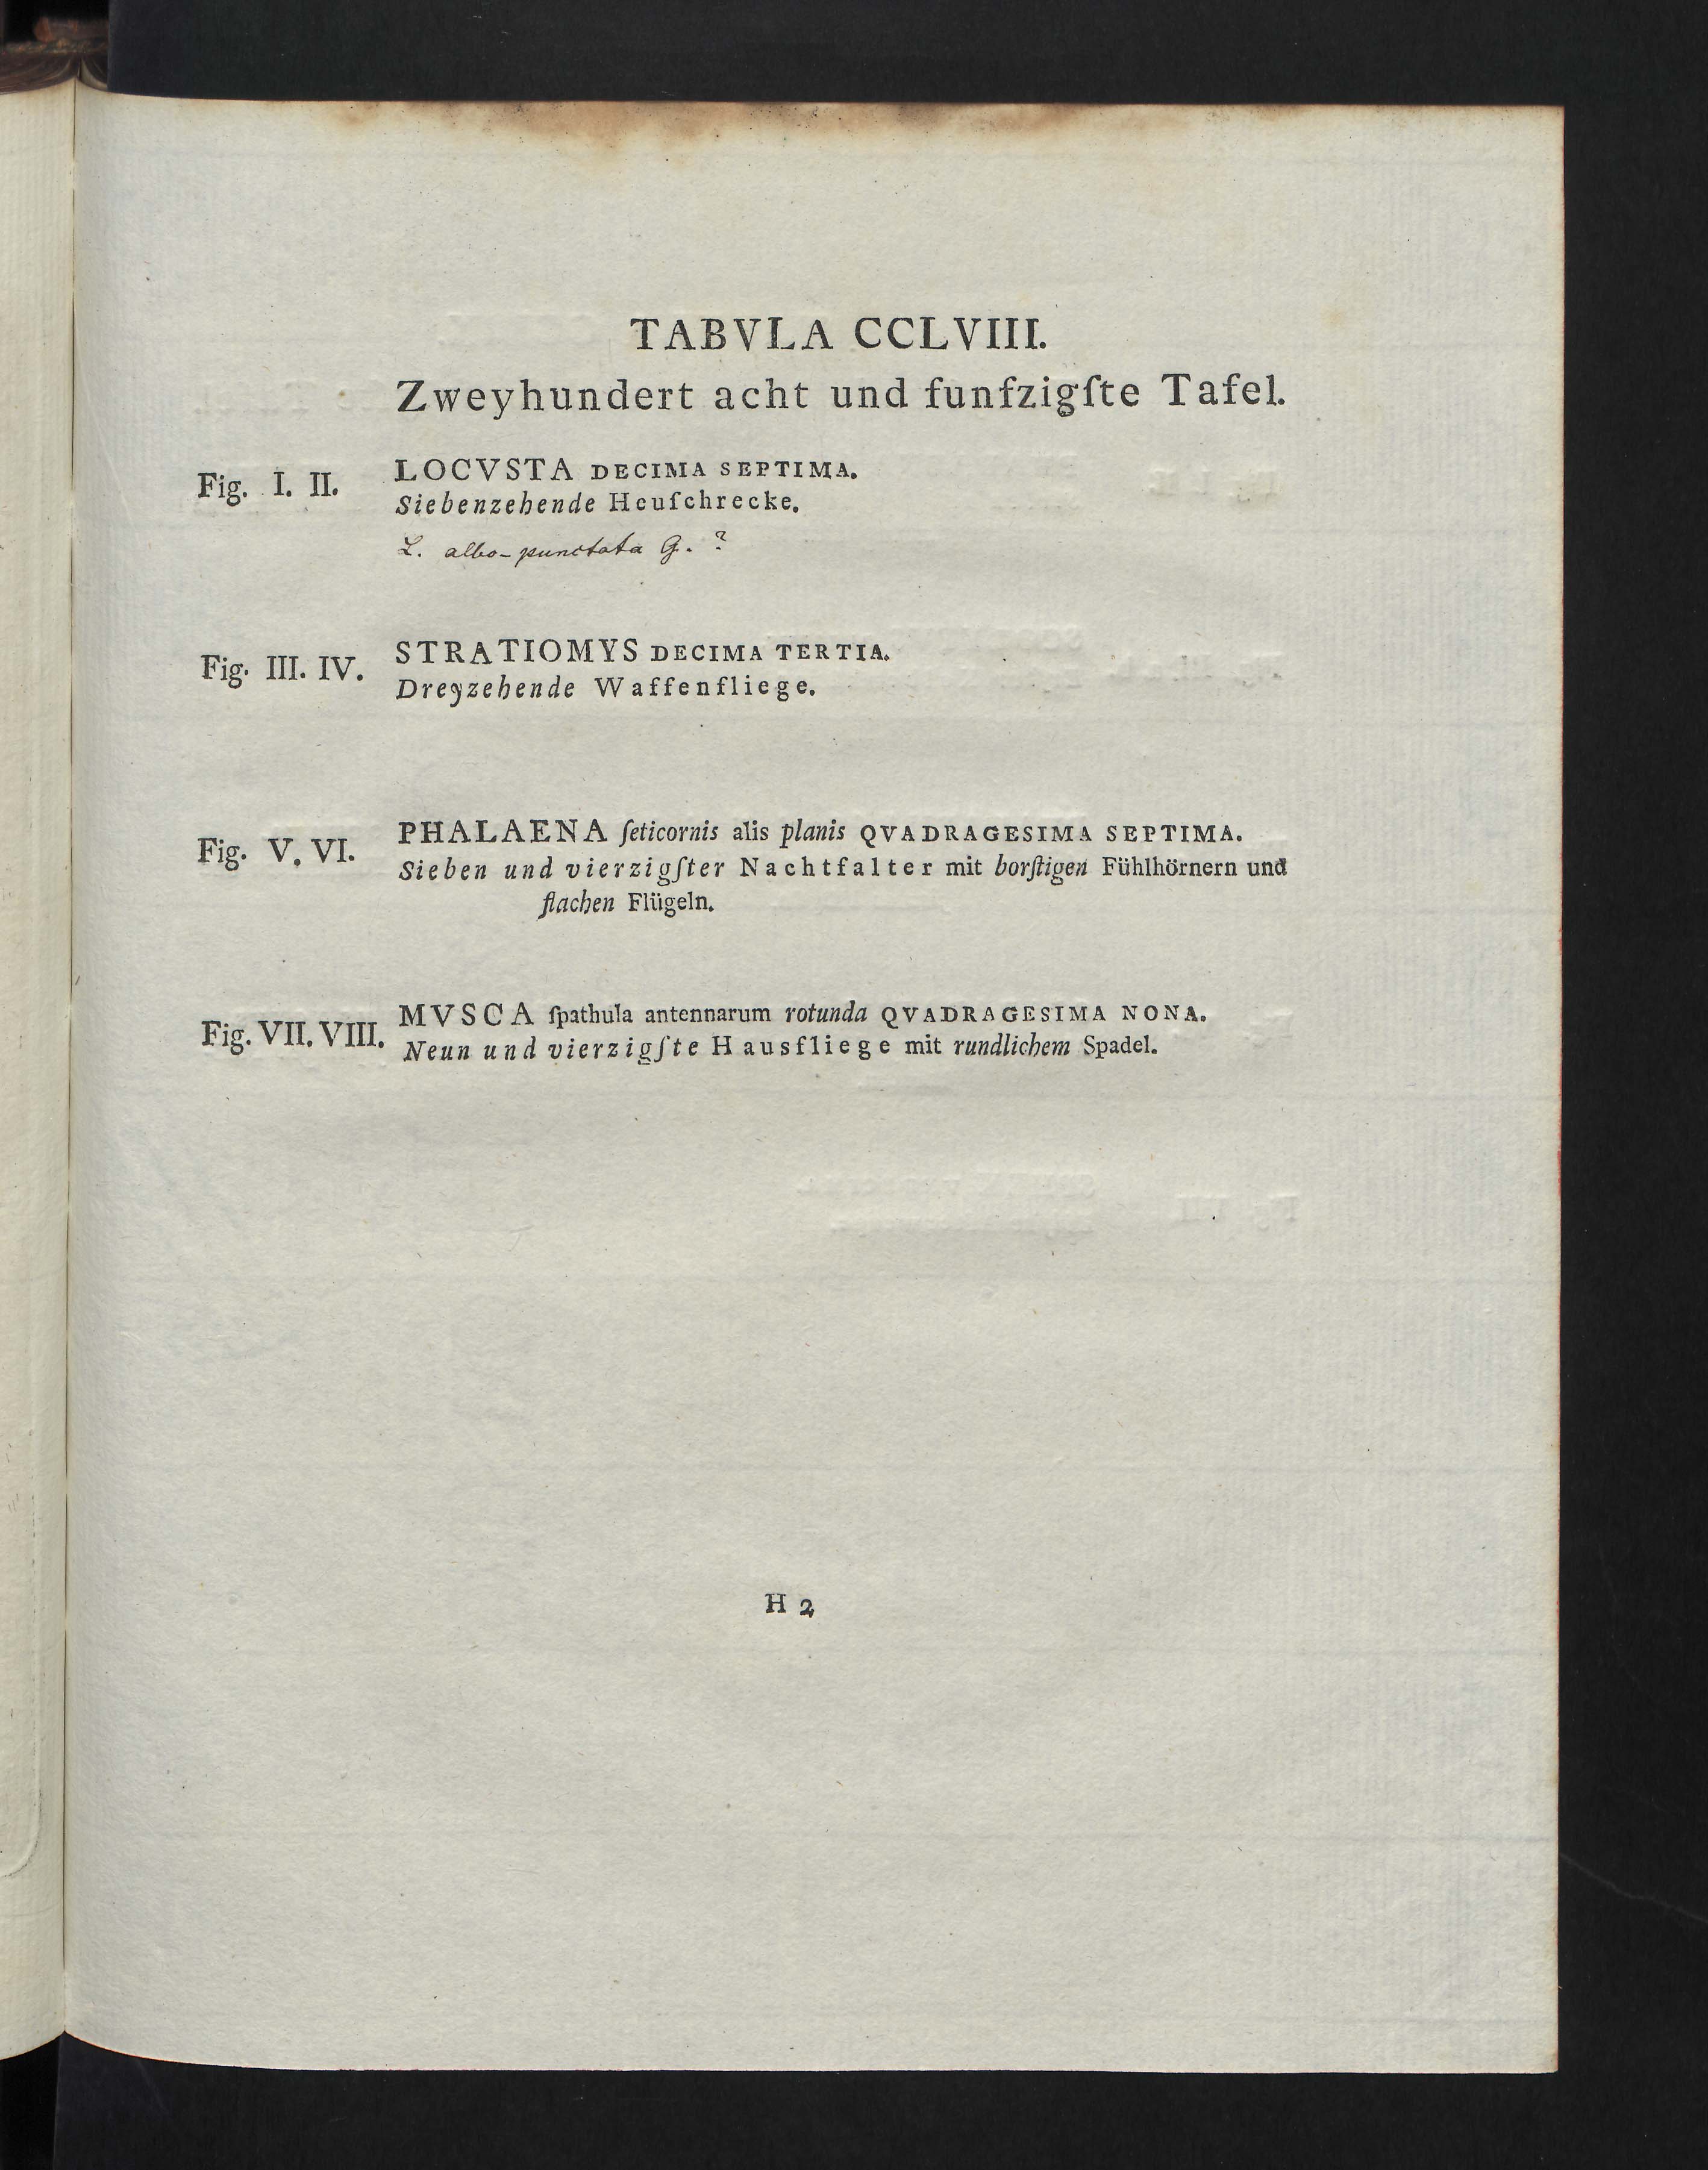 TABVLA CCLVIII.
Zweyhundert acht und funfzigſte Tafel.
Fig. I. II. LOCVSTA DECIMA SEPTIMA.
Siebenzehende Heuſchrecke.
L. albo-punctata G. ?
Fig. III. IV. STRATIOMYS DECIMA TERTIA.
Dreyzehende Waffenfliege.
Fig. V. VI. PHALAENA ſeticornis alis planis QVADRAGESIMA SEPTIMA.
Sieben und vierzigſter Nachtfalter mit borſtigen Fühlhörnern und
flachen Flügeln.
Fig. VII. VIII. MVSCA ſpathula antennarum rotunda QVADRAGESIMA NONA.
Neun und vierzigſte Hausfliege mit rundlichem Spadel.
H 2